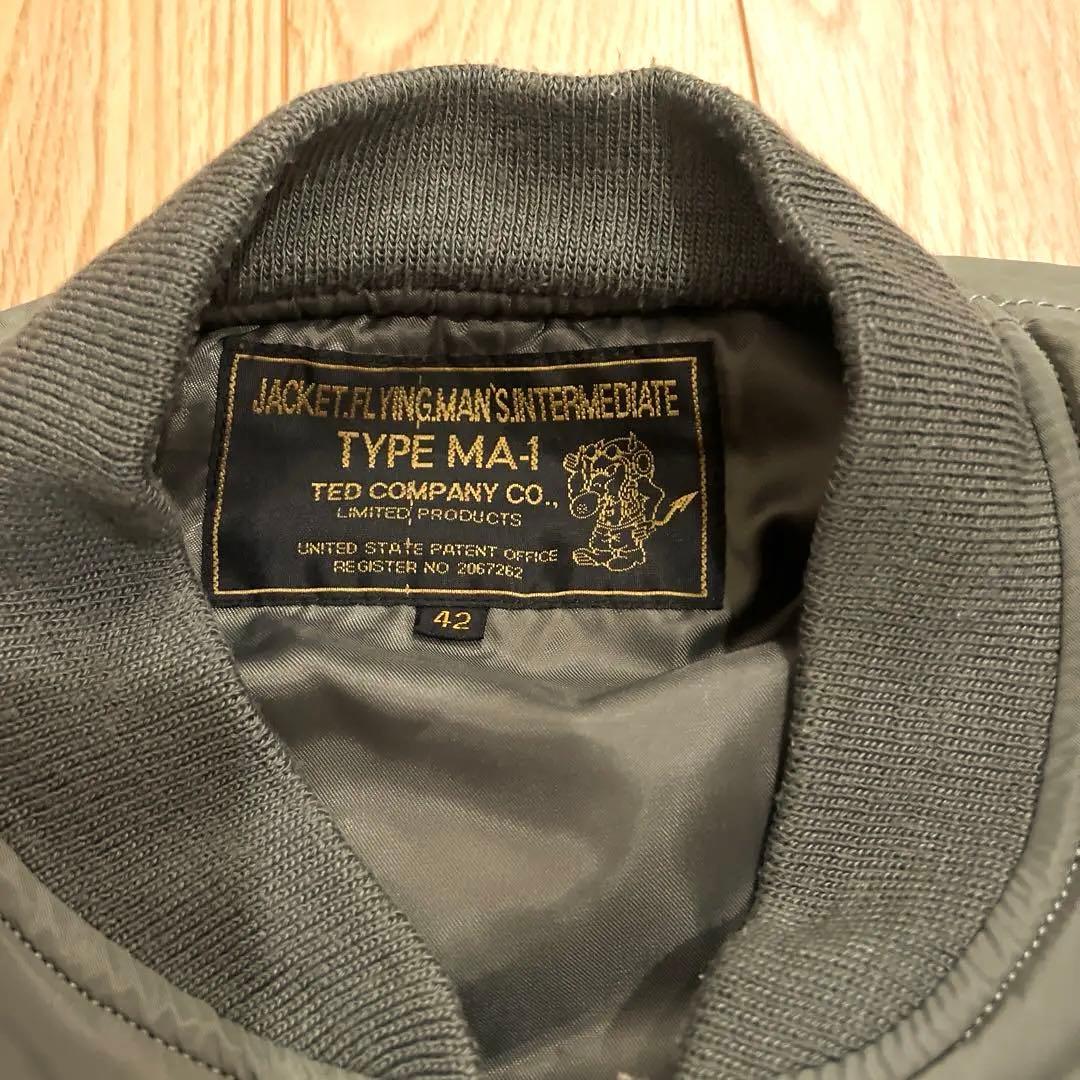 JACKET.FLYING.MAN'S.INTERMEDIATE
TYPE MA-1
TED COMPANY CO.,
LIMITED PRODUCTS
UNITED STATE PATENT OFFICE
REGISTER NO 2067262
42